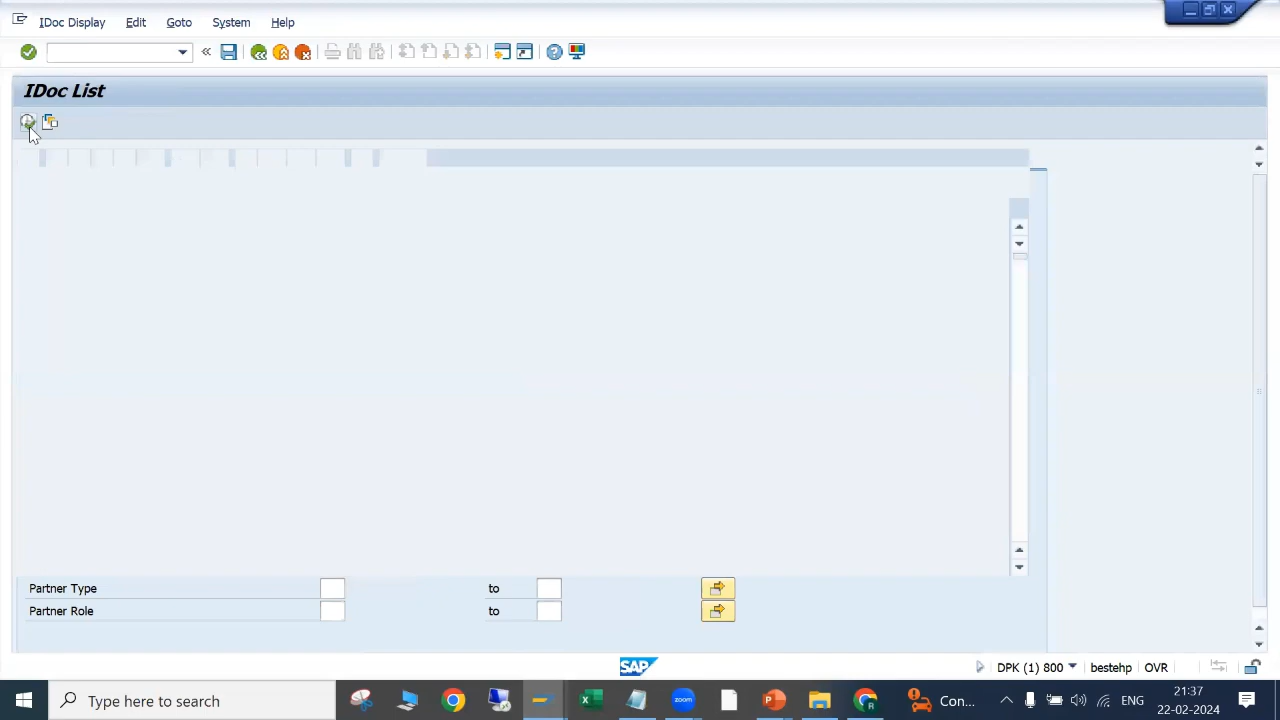 IDoc Display Edit Goto System Help
IDoc List
Partner Type to
Partner Role to
SAP DPK (1) 800 bestehp OVR
Type here to search zoom Con... ENG 21:37
22-02-2024